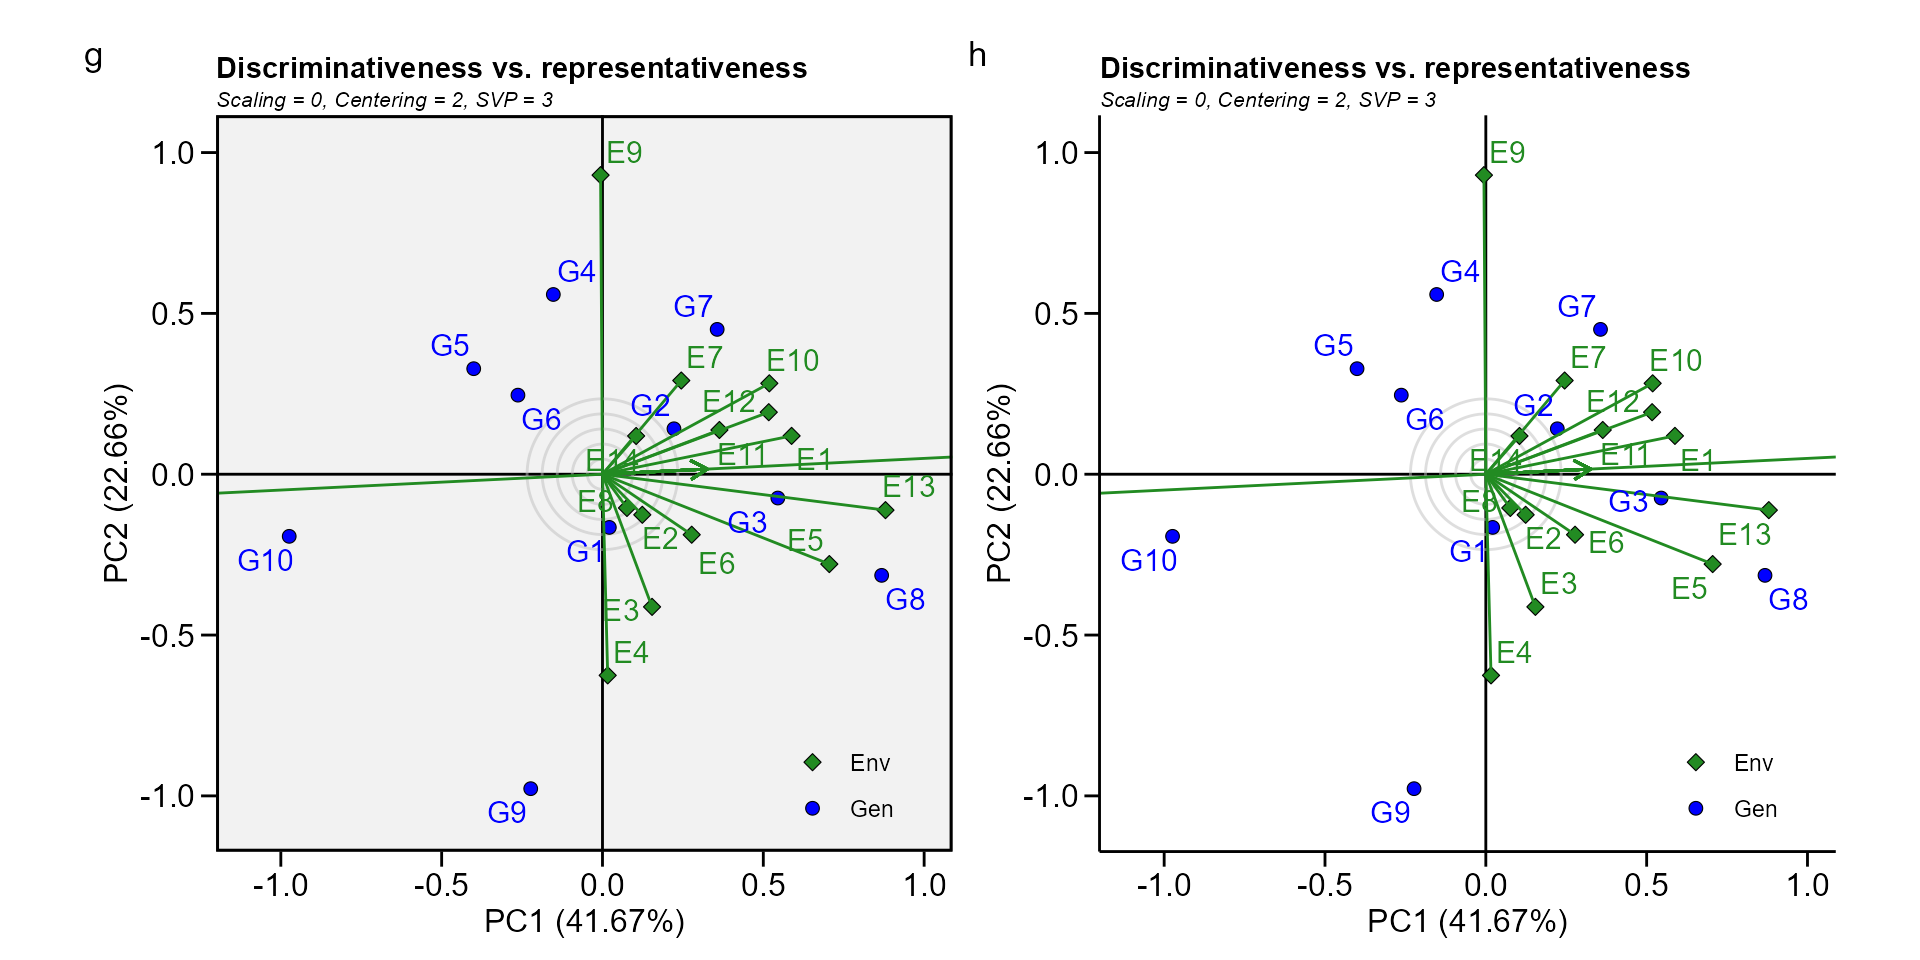 g
Discriminativeness vs. representativeness
Scaling = 0, Centering = 2, SVP = 3
PC2 (22.66%)
1.0
0.5
0.0
-0.5
-1.0
E9
G4
G7
G5
E7
E10
G2
E12
G6
E14
E11
E1
E8
E13
G3
G1
E2
E5
G10
E6
G8
E3
E4
Env
G9
Gen
-1.0
-0.5
0.0
0.5
1.0
PC1 (41.67%)
h
Discriminativeness vs. representativeness
Scaling = 0, Centering = 2, SVP = 3
PC2 (22.66%)
1.0
0.5
0.0
-0.5
-1.0
E9
G4
G7
G5
E7
E10
G2
E12
G6
E14
E11
E1
E8
G3
E13
G1
E2
E6
G10
E3
E5
G8
E4
Env
G9
Gen
-1.0
-0.5
0.0
0.5
1.0
PC1 (41.67%)